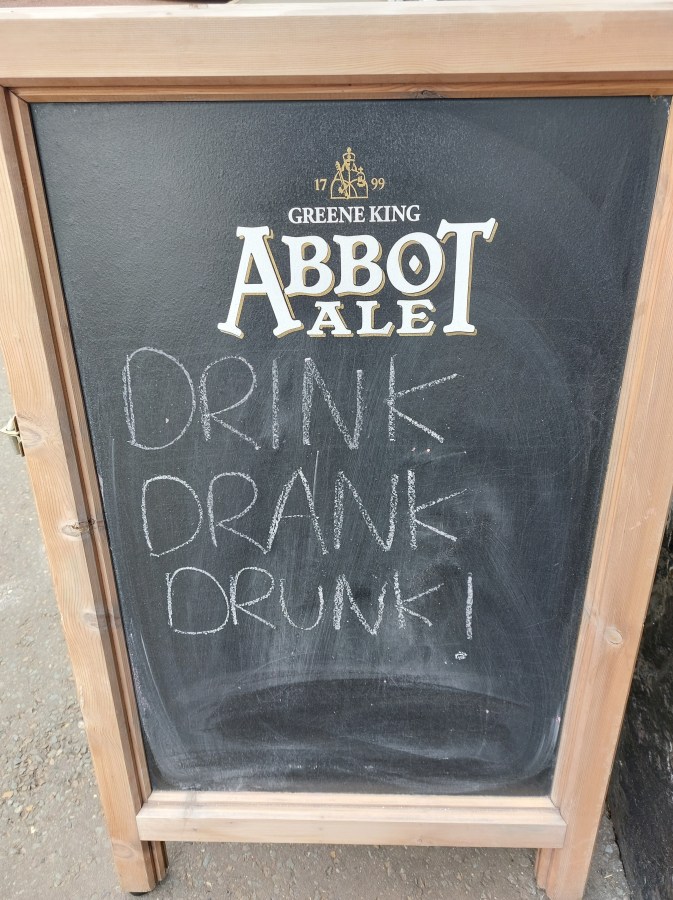 17 99
GREENE KING
ABBOT
ALE
DRINK
DRANK
DRUNK!